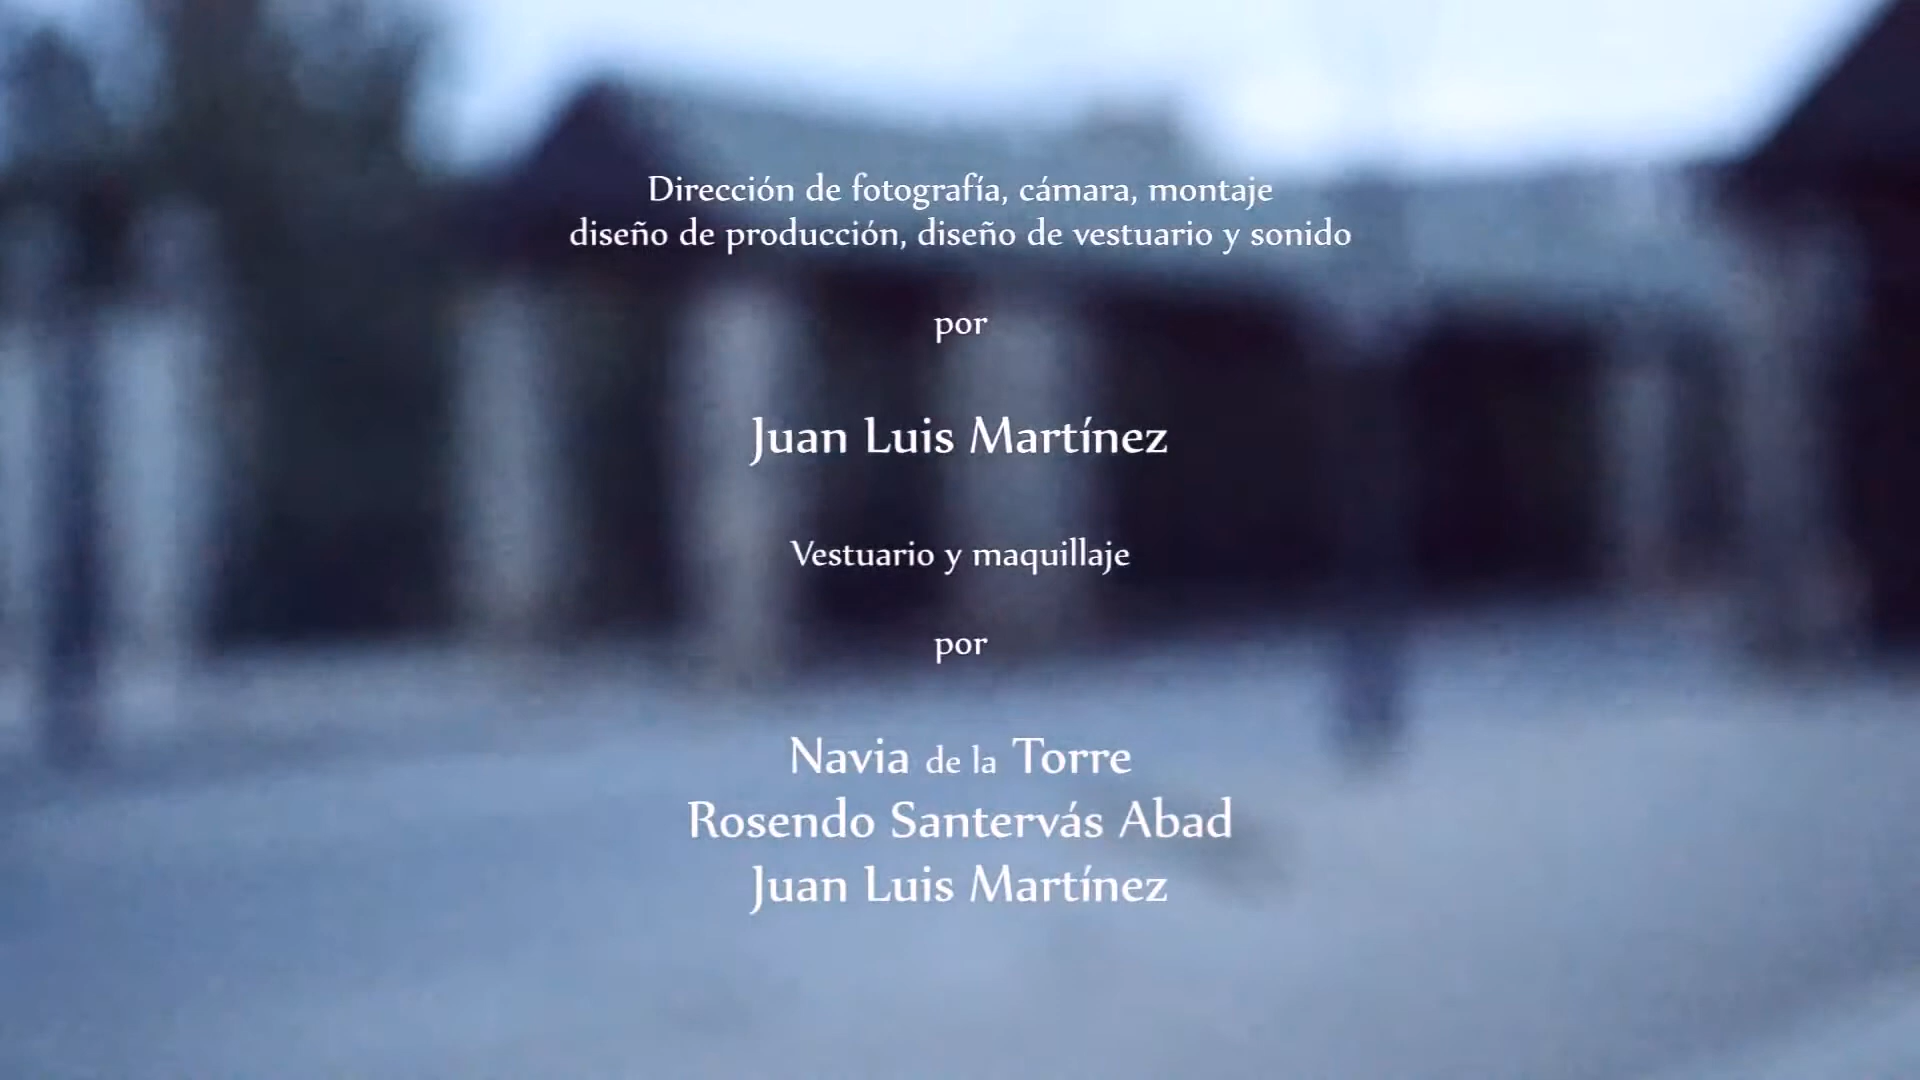 Dirección de fotografía, cámara, montaje
diseño de producción, diseño de vestuario y sonido
por
Juan Luis Martínez
Vestuario y maquillaje
por
Navia de la Torre
Rosendo Santervás Abad
Juan Luis Martínez